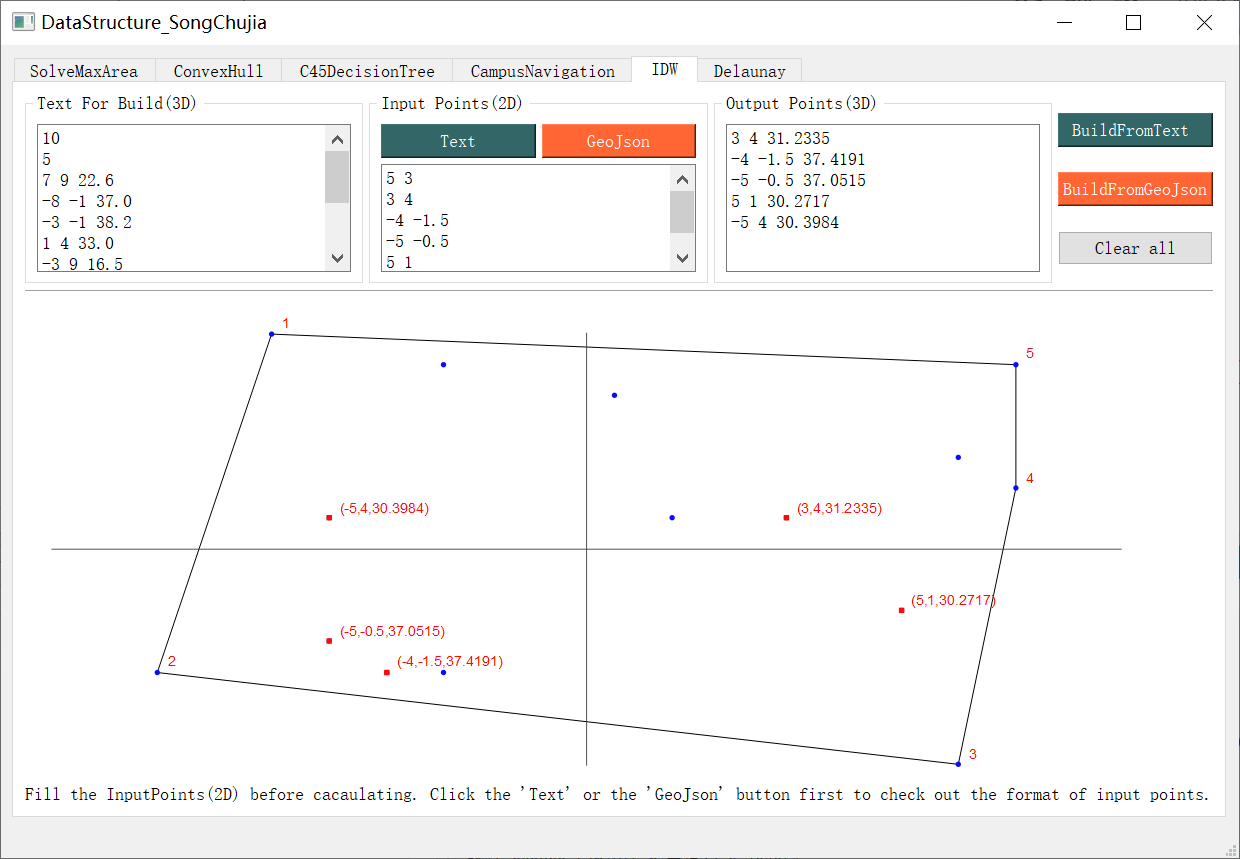 DataStructure_SongChujia
SolveMaxArea ConvexHull C45DecisionTree CampusNavigation IDW Delaunay
Text For Build(3D)
10
5
7 9 22.6
-8 -1 37.0
-3 -1 38.2
1 4 33.0
-3 9 16.5
Input Points(2D)
Text GeoJson
5 3
3 4
-4 -1.5
-5 -0.5
5 1
Output Points(3D)
3 4 31.2335
-4 -1.5 37.4191
-5 -0.5 37.0515
5 1 30.2717
-5 4 30.3984
BuildFromText
BuildFromGeoJson
Clear all
1
5
4
(-5,4,30.3984)
(3,4,31.2335)
(5,1,30.2717)
(-5,-0.5,37.0515)
2
(-4,-1.5,37.4191)
3
Fill the InputPoints(2D) before cacaulating. Click the 'Text' or the 'GeoJson' button first to check out the format of input points.